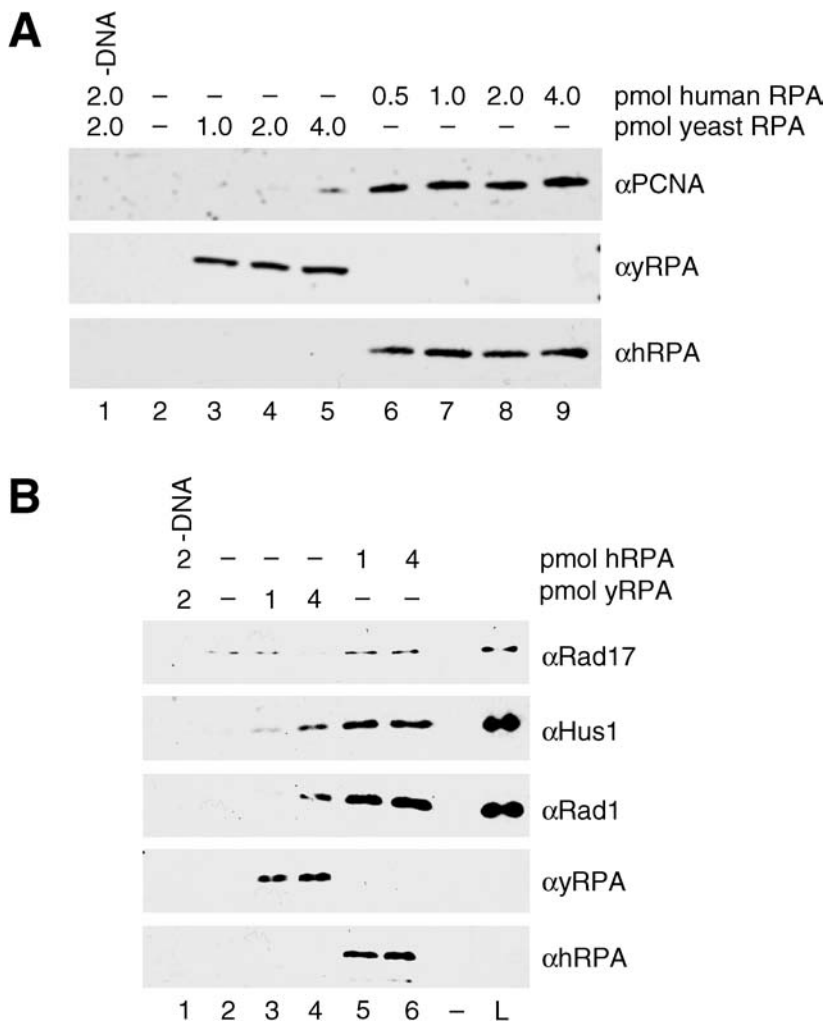 A
-DNA
2.0 – – – – 0.5 1.0 2.0 4.0 pmol human RPA
2.0 – 1.0 2.0 4.0 – – – – pmol yeast RPA
αPCNA
αyRPA
αhRPA
1 2 3 4 5 6 7 8 9
B
-DNA
2 – – – 1 4 pmol hRPA
2 – 1 4 – – pmol yRPA
αRad17
αHus1
αRad1
αyRPA
αhRPA
1 2 3 4 5 6 – L